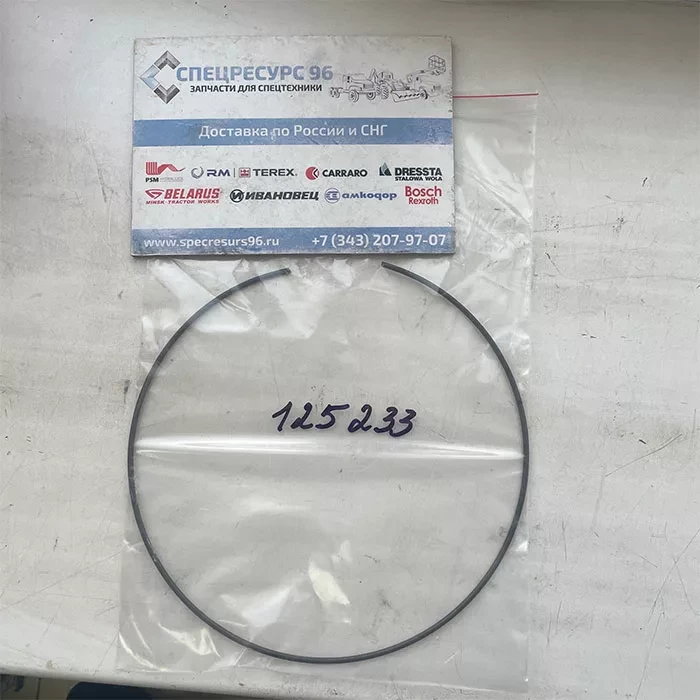 СПЕЦРЕСУРС 96
ЗАПЧАСТИ ДЛЯ СПЕЦТЕХНИКИ
Доставка по России и СНГ
PSM RM TEREX CARRARO DRESSTA
STALOWA WOLA
BELARUS ИВАНОВЕЦ амкодор Bosch
MINSK TRACTOR WORKS Rexroth
www.specresurs96.ru +7 (343) 207-97-07
125233